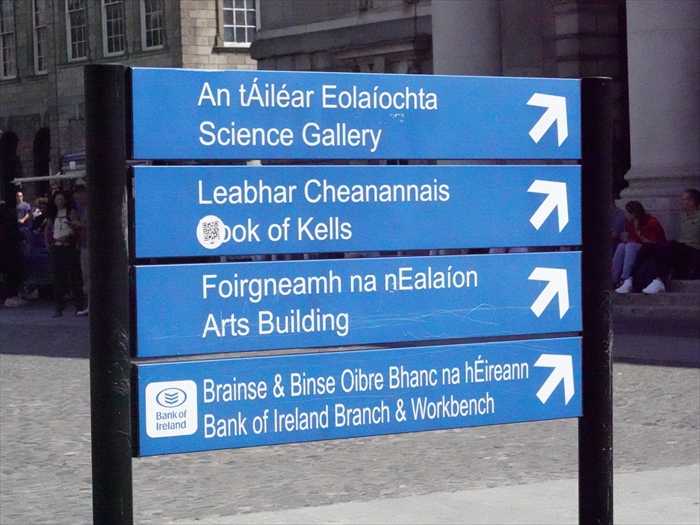 An tÁiléar Eolaíochta
Science Gallery
Leabhar Cheanannais
ook of Kells
Foirgneamh na nEalaíon
Arts Building
Brainse & Binse Oibre Bhanc na hÉireann
Bank of Ireland Branch & Workbench
Bank of
Ireland